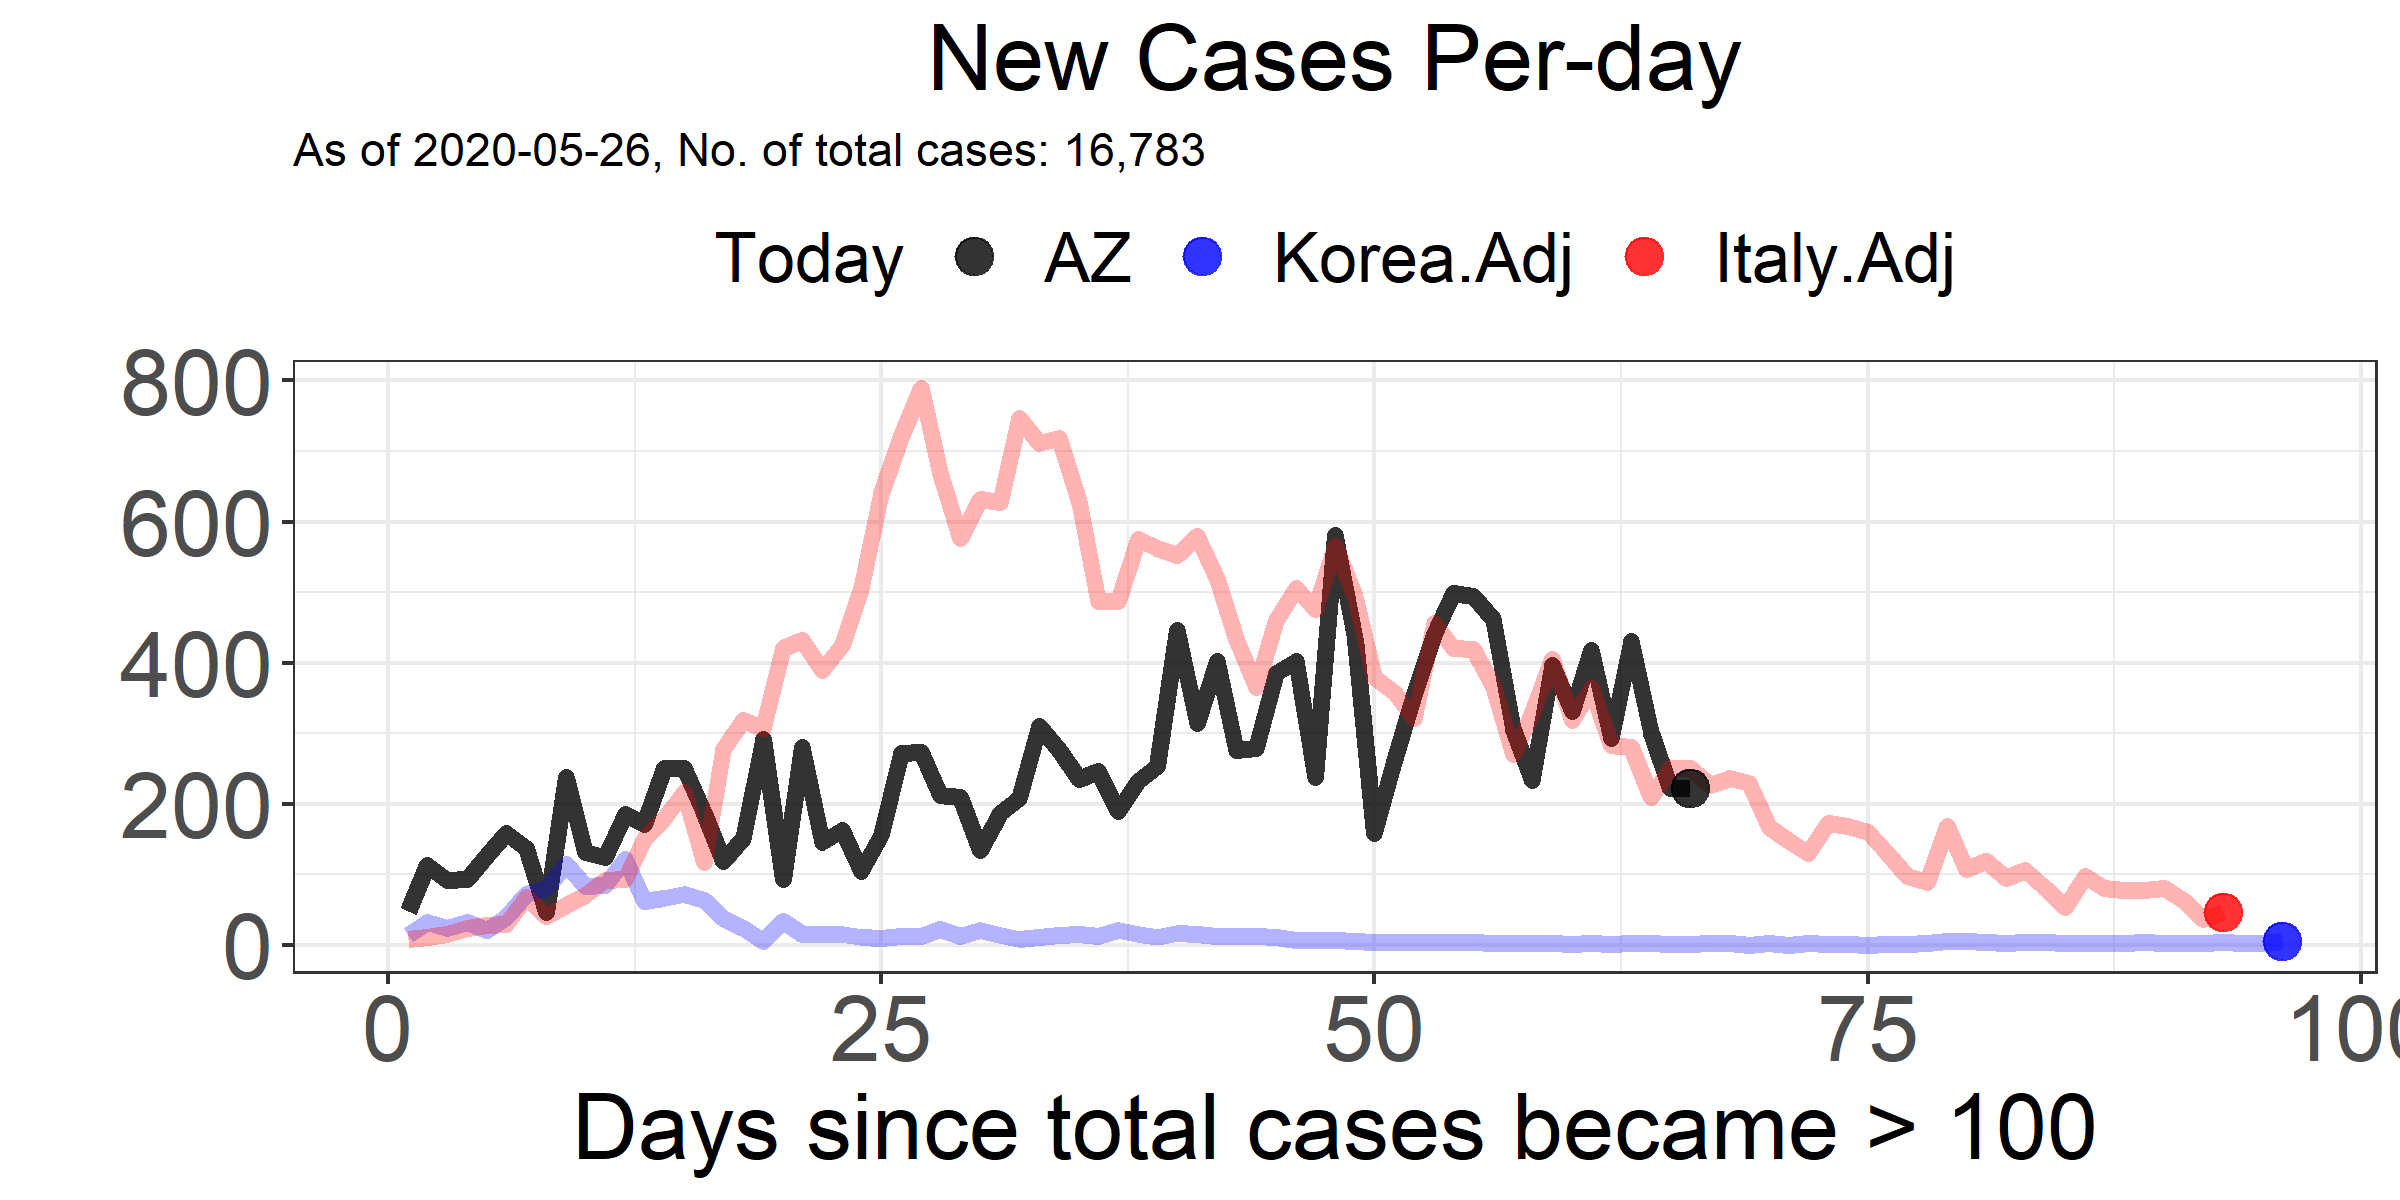 New Cases Per-day
As of 2020-05-26, No. of total cases: 16,783
Today AZ Korea.Adj Italy.Adj
800
600
400
200
0
0 25 50 75 100
Days since total cases became > 100